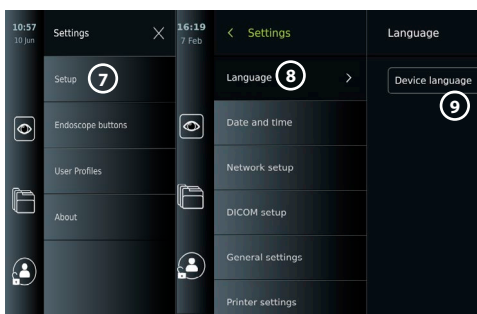 10:57
10 Jun
Settings
Setup
7
Endoscope buttons
User Profiles
About
16:19
7 Feb
Settings
Language
8
Date and time
Network setup
DICOM setup
General settings
Printer settings
Language
Device language
9